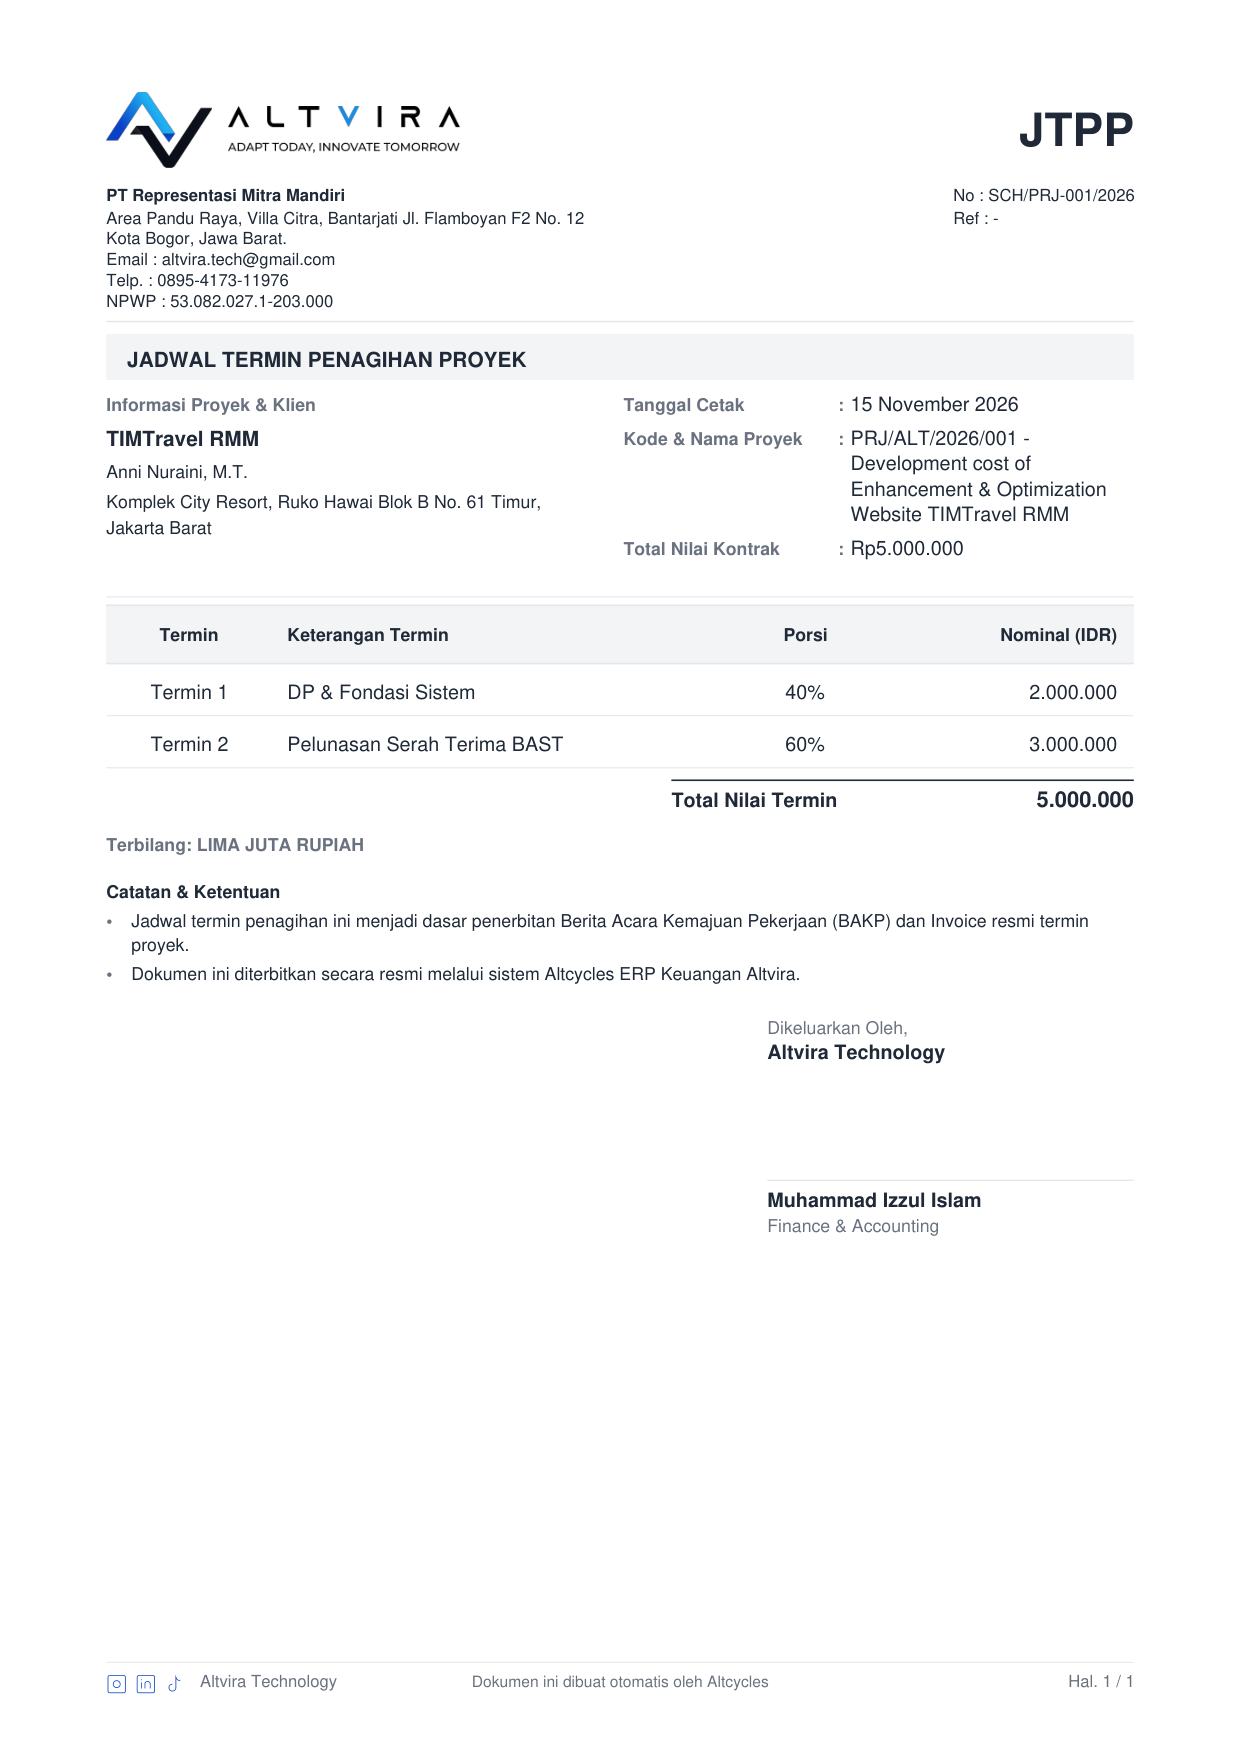 ALTVIRA
ADAPT TODAY, INNOVATE TOMORROW
JTPP
PT Representasi Mitra Mandiri
Area Pandu Raya, Villa Citra, Bantarjati Jl. Flamboyan F2 No. 12
Kota Bogor, Jawa Barat.
Email : altvira.tech@gmail.com
Telp. : 0895-4173-11976
NPWP : 53.082.027.1-203.000
No : SCH/PRJ-001/2026
Ref : -
JADWAL TERMIN PENAGIHAN PROYEK
Informasi Proyek & Klien
TIMTravel RMM
Anni Nuraini, M.T.
Komplek City Resort, Ruko Hawai Blok B No. 61 Timur,
Jakarta Barat
Tanggal Cetak : 15 November 2026
Kode & Nama Proyek : PRJ/ALT/2026/001 -
Development cost of
Enhancement & Optimization
Website TIMTravel RMM
Total Nilai Kontrak : Rp5.000.000
Termin Keterangan Termin Porsi Nominal (IDR)
Termin 1 DP & Fondasi Sistem 40% 2.000.000
Termin 2 Pelunasan Serah Terima BAST 60% 3.000.000
Total Nilai Termin 5.000.000
Terbilang: LIMA JUTA RUPIAH
Catatan & Ketentuan
• Jadwal termin penagihan ini menjadi dasar penerbitan Berita Acara Kemajuan Pekerjaan (BAKP) dan Invoice resmi termin
proyek.
• Dokumen ini diterbitkan secara resmi melalui sistem Altcycles ERP Keuangan Altvira.
Dikeluarkan Oleh,
Altvira Technology
Muhammad Izzul Islam
Finance & Accounting
Altvira Technology Dokumen ini dibuat otomatis oleh Altcycles Hal. 1 / 1